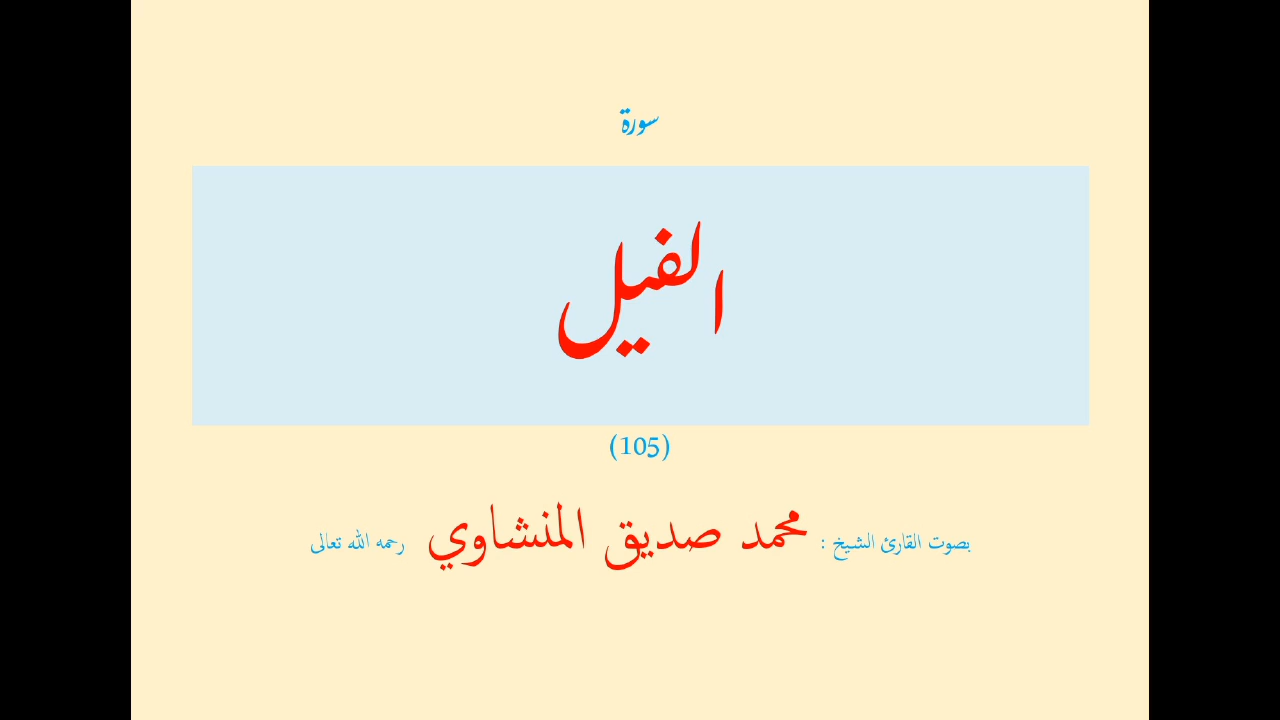 سورة
الفيل
(105)
بصوت القارئ الشيخ : محمد صديق المنشاوي رحمه الله تعالى